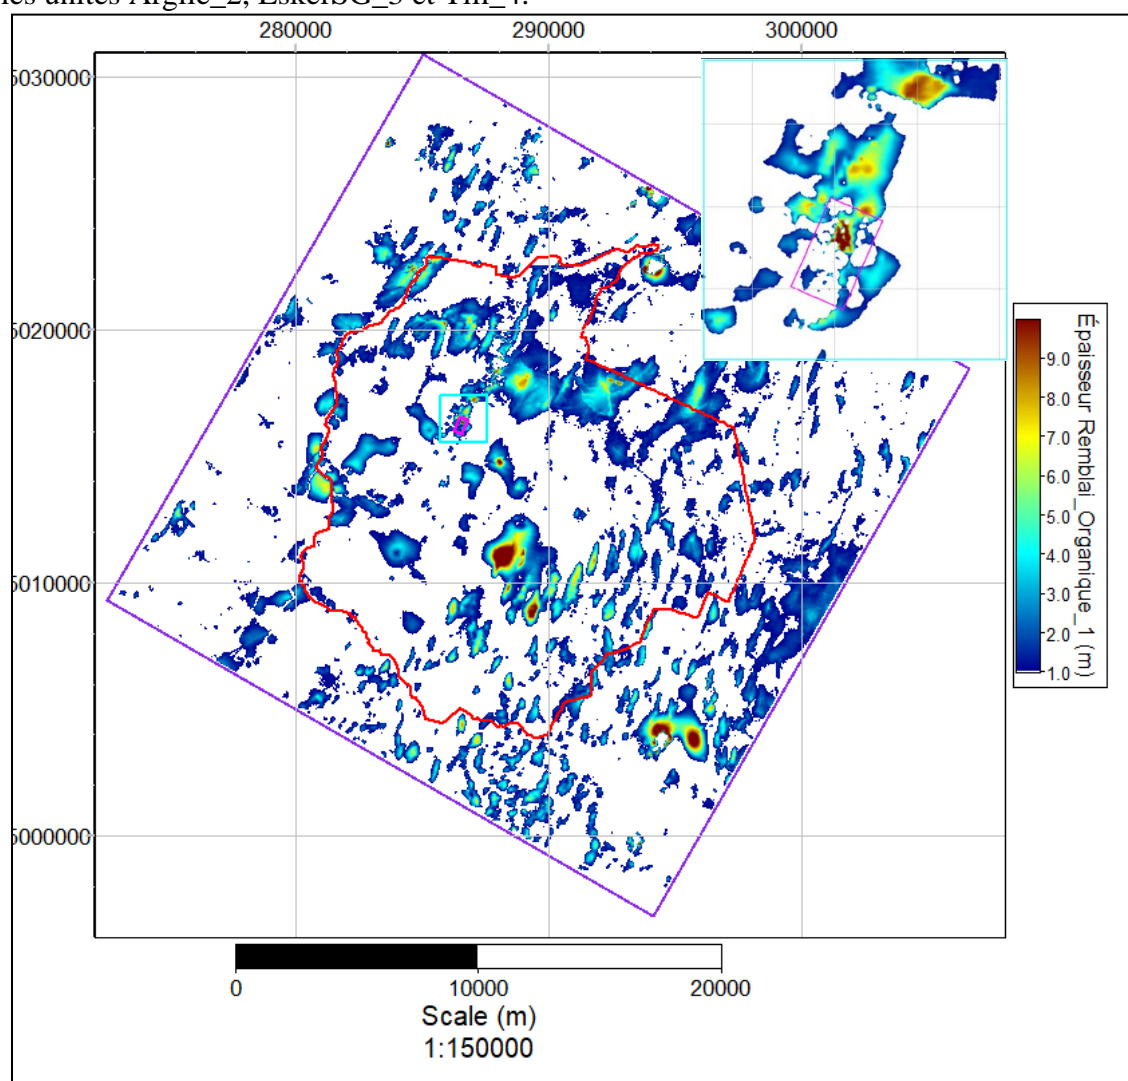 les unités Argile_2, EskerSG_3 et Till_4.
280000 290000 300000
5030000
5020000
5010000
5000000
9.0
8.0
7.0
6.0
5.0
4.0
3.0
2.0
1.0
Épaisseur Remblai_Organique_1 (m)
0 10000 20000
Scale (m)
1:150000